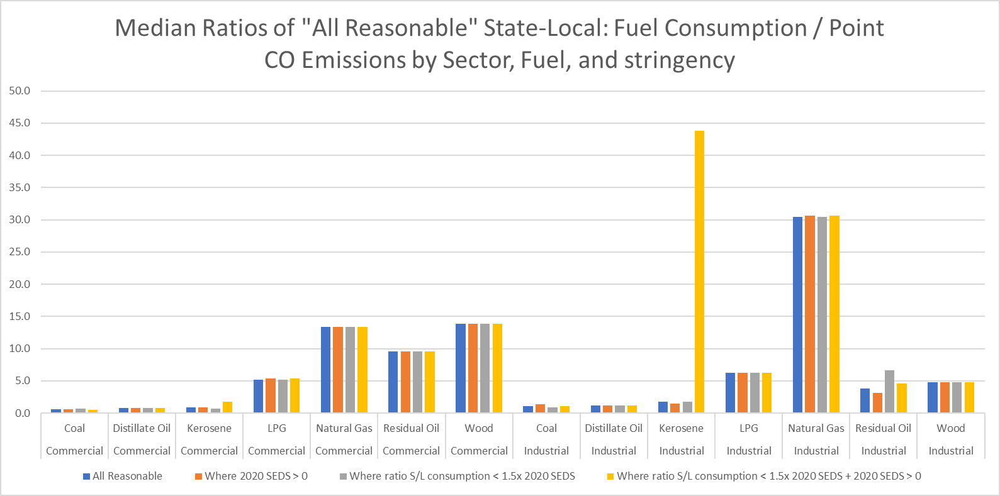 Median Ratios of "All Reasonable" State-Local: Fuel Consumption / Point
CO Emissions by Sector, Fuel, and stringency
50.0
45.0
40.0
35.0
30.0
25.0
20.0
15.0
10.0
5.0
0.0
Coal Distillate Oil Kerosene LPG Natural Gas Residual Oil Wood Coal Distillate Oil Kerosene LPG Natural Gas Residual Oil Wood
Commercial Commercial Commercial Commercial Commercial Commercial Commercial Industrial Industrial Industrial Industrial Industrial Industrial Industrial
All Reasonable Where 2020 SEDS > 0 Where ratio S/L consumption < 1.5x 2020 SEDS Where ratio S/L consumption < 1.5x 2020 SEDS + 2020 SEDS > 0